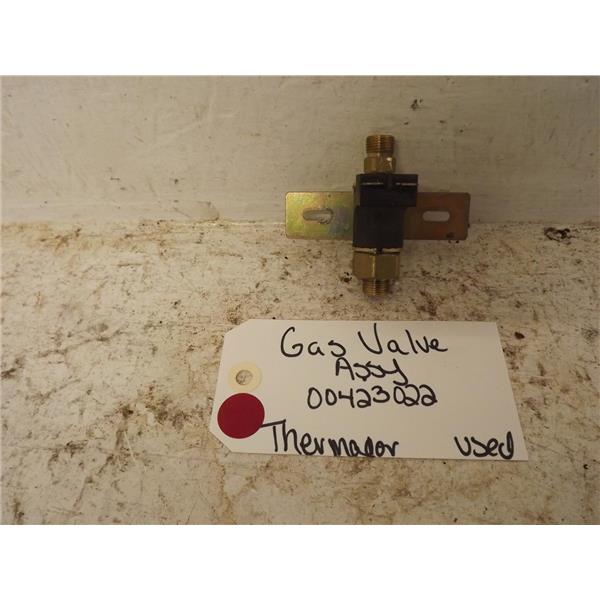 Gas Valve
Assy
00423022
Thermador used